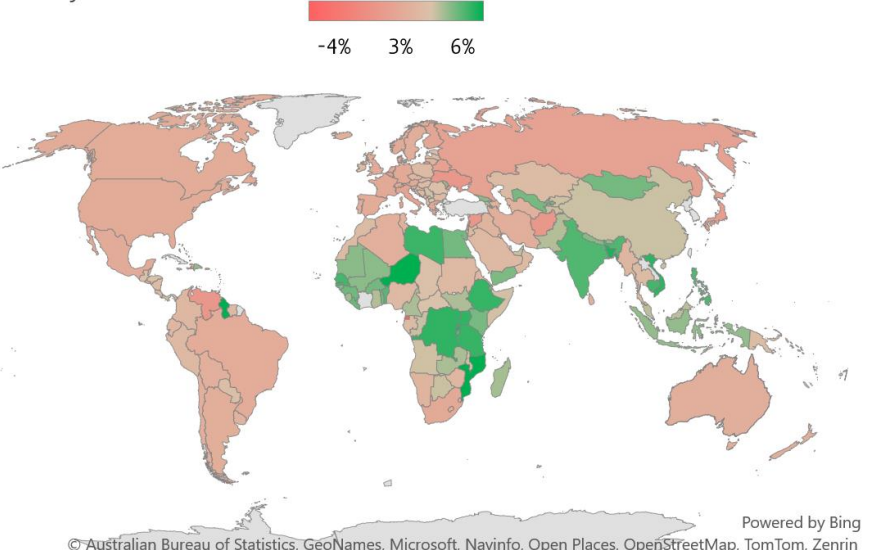 -4% 3% 6%
Powered by Bing
© Australian Bureau of Statistics, GeoNames, Microsoft, Navinfo, Open Places, OpenStreetMap, TomTom, Zenrin